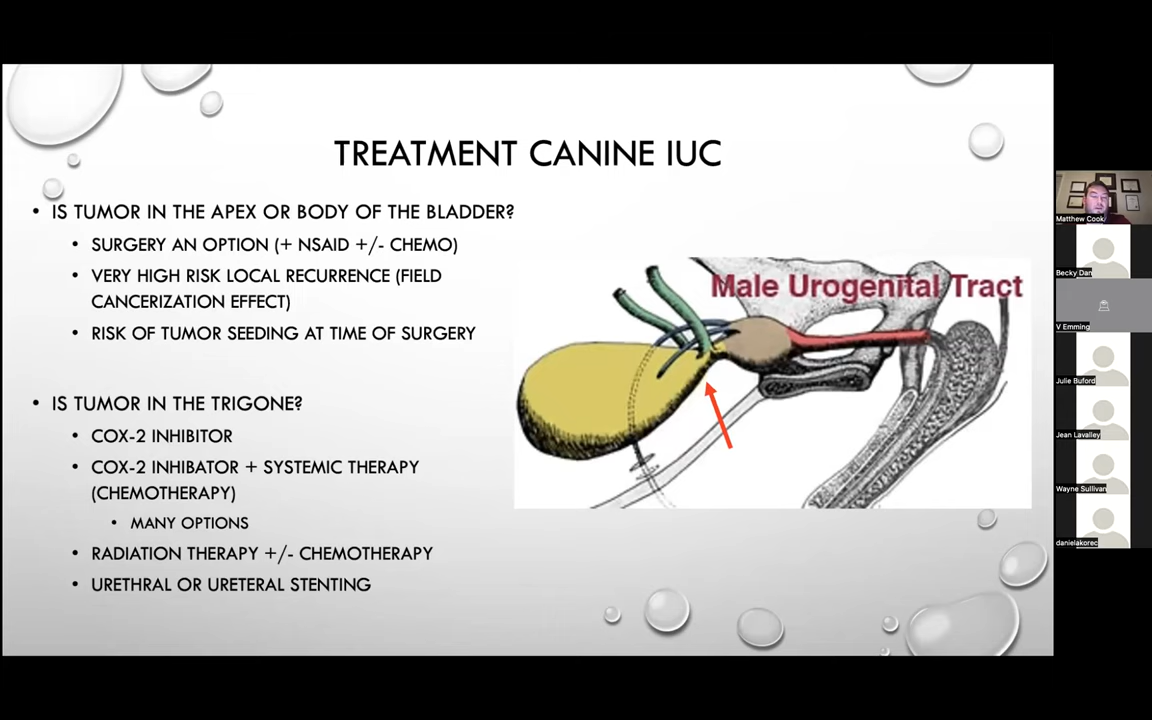 TREATMENT CANINE IUC
• IS TUMOR IN THE APEX OR BODY OF THE BLADDER?
• SURGERY AN OPTION (+ NSAID +/- CHEMO)
• VERY HIGH RISK LOCAL RECURRENCE (FIELD
CANCERIZATION EFFECT)
• RISK OF TUMOR SEEDING AT TIME OF SURGERY
• IS TUMOR IN THE TRIGONE?
• COX-2 INHIBITOR
• COX-2 INHIBATOR + SYSTEMIC THERAPY
(CHEMOTHERAPY)
• MANY OPTIONS
• RADIATION THERAPY +/- CHEMOTHERAPY
• URETHRAL OR URETERAL STENTING
Male Urogenital Tract
Matthew Cook
Becky Dan
V Emming
Julie Buford
Jean Lavalley
Wayne Sullivan
danielakorec